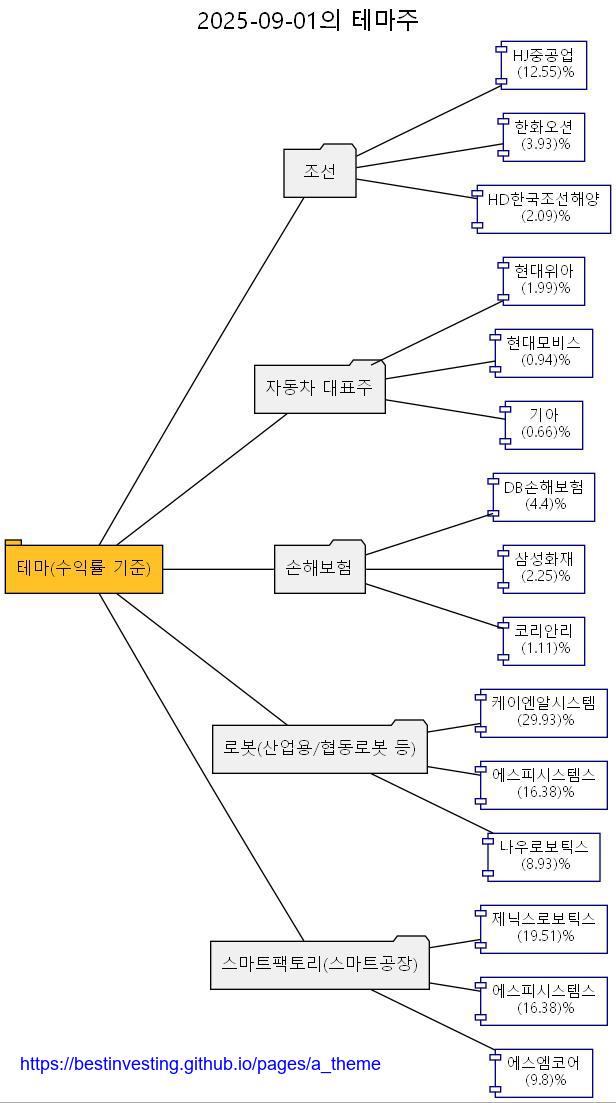 2025-09-01의 테마주
HJ중공업
(12.55)%
한화오션
(3.93)%
조선
HD한국조선해양
(2.09)%
현대위아
(1.99)%
현대모비스
(0.94)%
자동차 대표주
기아
(0.66)%
DB손해보험
(4.4)%
테마(수익률 기준)
손해보험
삼성화재
(2.25)%
코리안리
(1.11)%
케이엔알시스템
(29.93)%
로봇(산업용/협동로봇 등)
에스피시스템스
(16.38)%
나우로보틱스
(8.93)%
제닉스로보틱스
(19.51)%
스마트팩토리(스마트공장)
에스피시스템스
(16.38)%
에스엠코어
(9.8)%
https://bestinvesting.github.io/pages/a_theme